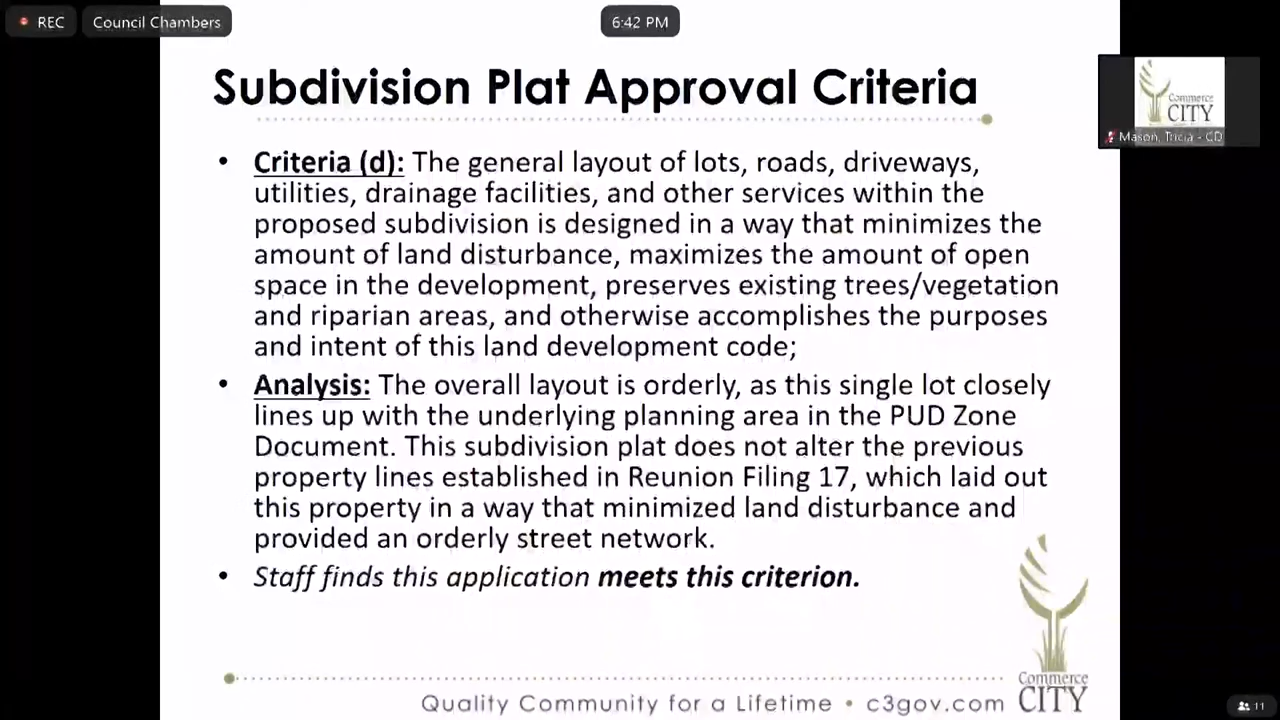 REC
Council Chambers
6:42 PM
Subdivision Plat Approval Criteria
Commerce
CITY
Mason, Tricia - CD
• Criteria (d): The general layout of lots, roads, driveways,
utilities, drainage facilities, and other services within the
proposed subdivision is designed in a way that minimizes the
amount of land disturbance, maximizes the amount of open
space in the development, preserves existing trees/vegetation
and riparian areas, and otherwise accomplishes the purposes
and intent of this land development code;
• Analysis: The overall layout is orderly, as this single lot closely
lines up with the underlying planning area in the PUD Zone
Document. This subdivision plat does not alter the previous
property lines established in Reunion Filing 17, which laid out
this property in a way that minimized land disturbance and
provided an orderly street network.
• Staff finds this application meets this criterion.
Commerce
CITY
Quality Community for a Lifetime • c3gov.com
11